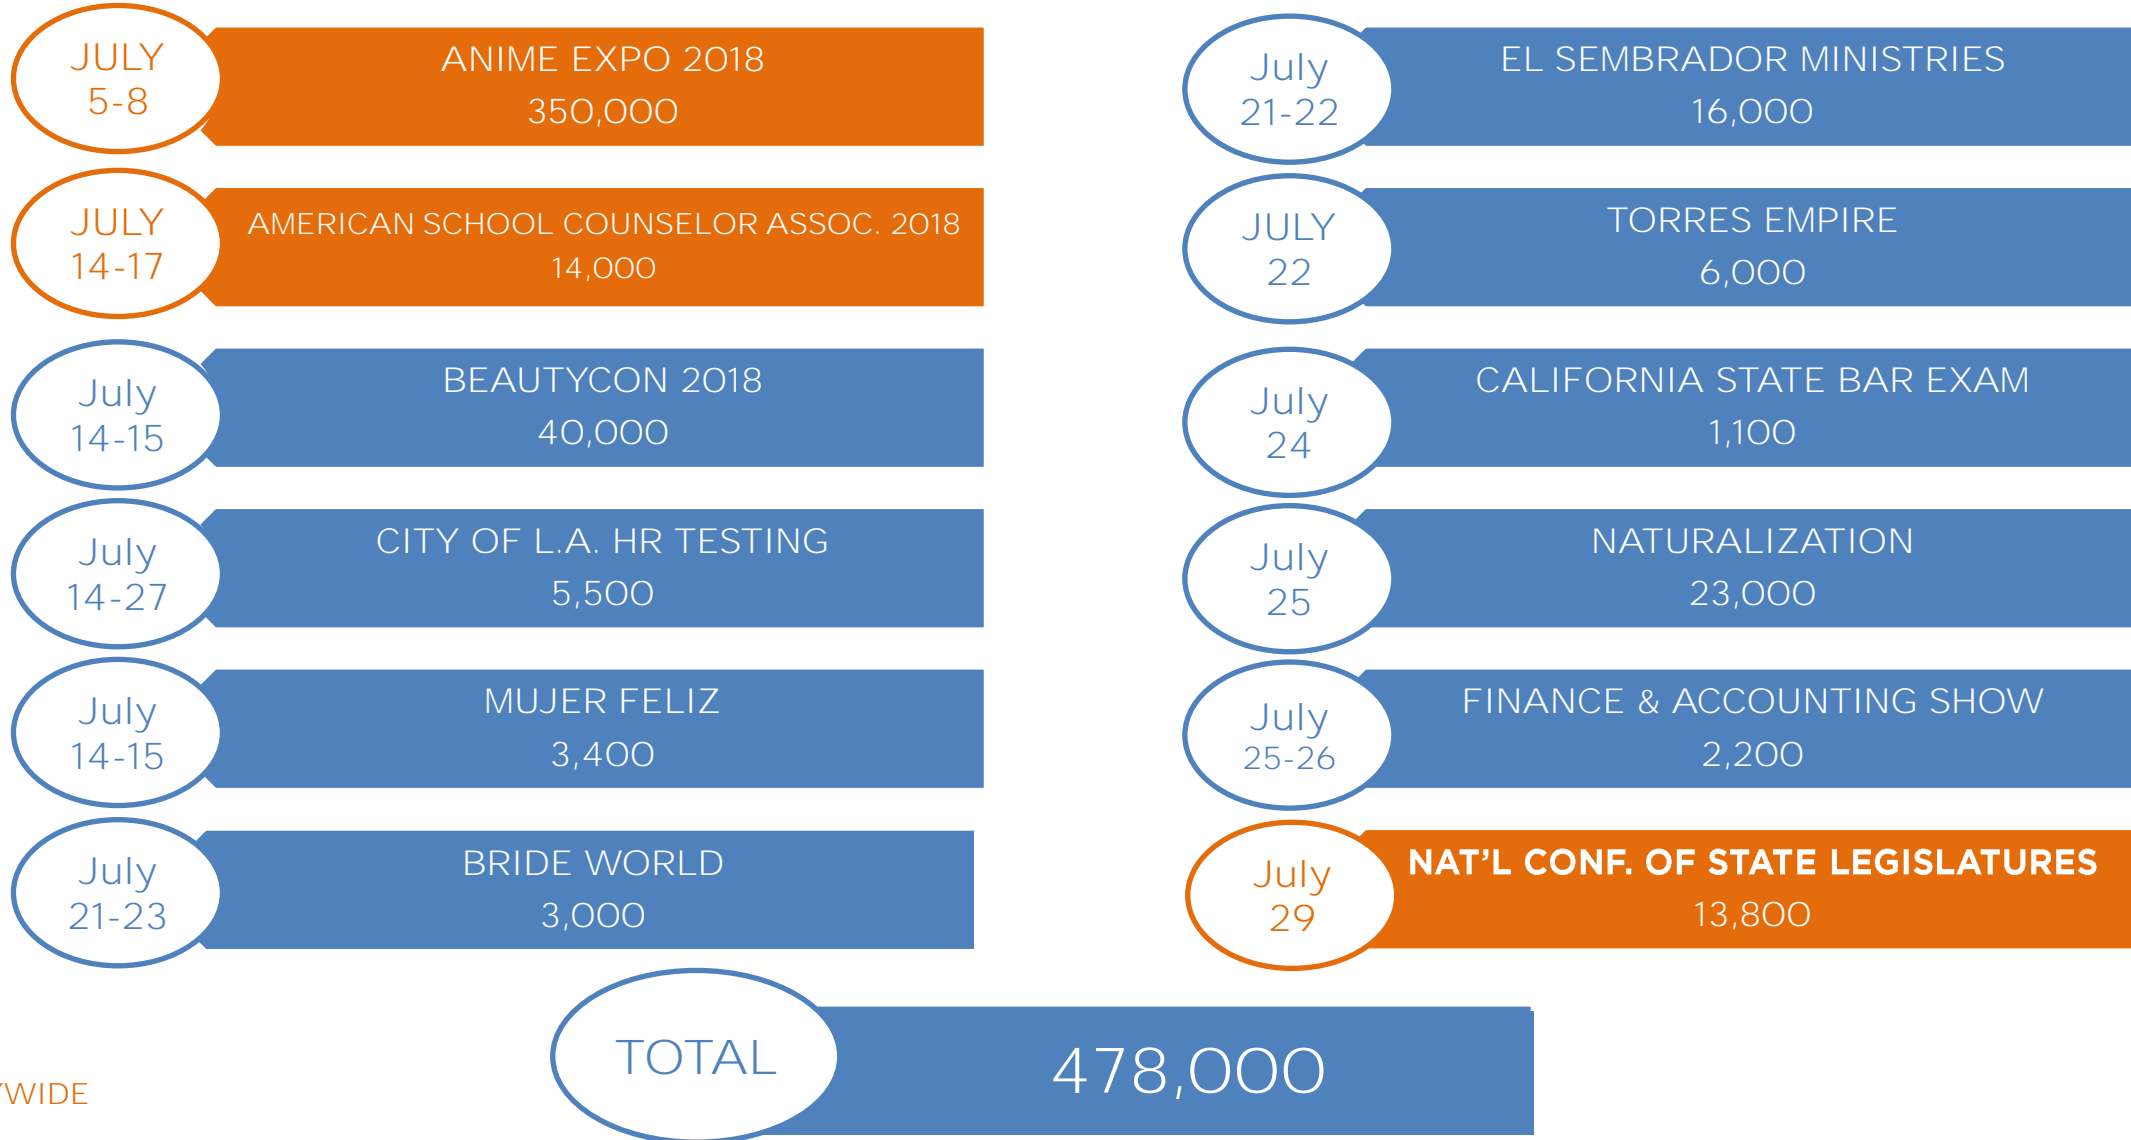 JULY
5-8
ANIME EXPO 2018
350,000
JULY
14-17
AMERICAN SCHOOL COUNSELOR ASSOC. 2018
14,000
July
14-15
BEAUTYCON 2018
40,000
July
14-27
CITY OF L.A. HR TESTING
5,500
July
14-15
MUJER FELIZ
3,400
July
21-23
BRIDE WORLD
3,000
July
21-22
EL SEMBRADOR MINISTRIES
16,000
JULY
22
TORRES EMPIRE
6,000
July
24
CALIFORNIA STATE BAR EXAM
1,100
July
25
NATURALIZATION
23,000
July
25-26
FINANCE & ACCOUNTING SHOW
2,200
July
29
NAT'L CONF. OF STATE LEGISLATURES
13,800
TOTAL
478,000
YWIDE